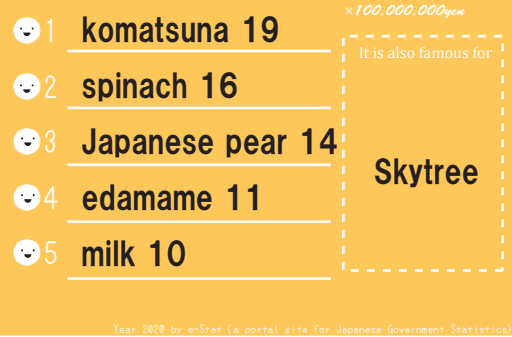 ×100,000,000yen
1 komatsuna 19
2 spinach 16
3 Japanese pear 14
4 edamame 11
5 milk 10
It is also famous for
Skytree
Year 2020 by e-Stat (a portal site for Japanese Government Statistics)